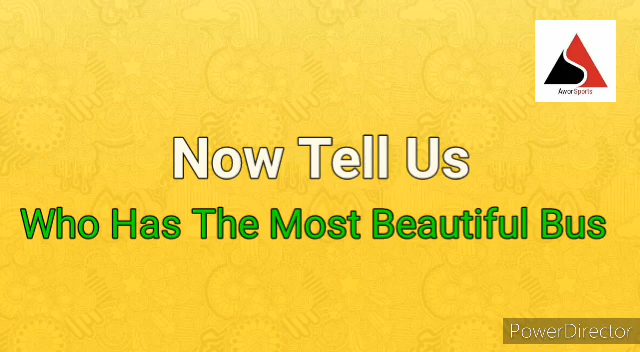 AworSports
Now Tell Us
Who Has The Most Beautiful Bus
PowerDirector